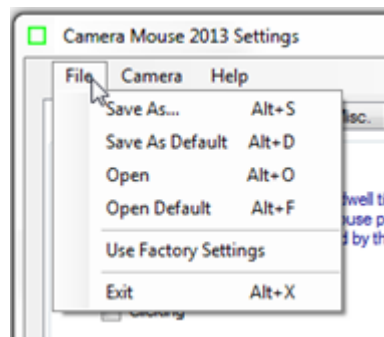 Camera Mouse 2013 Settings
File Camera Help
Save As... Alt+S
Save As Default Alt+D
Open Alt+O
Open Default Alt+F
Use Factory Settings
Exit Alt+X